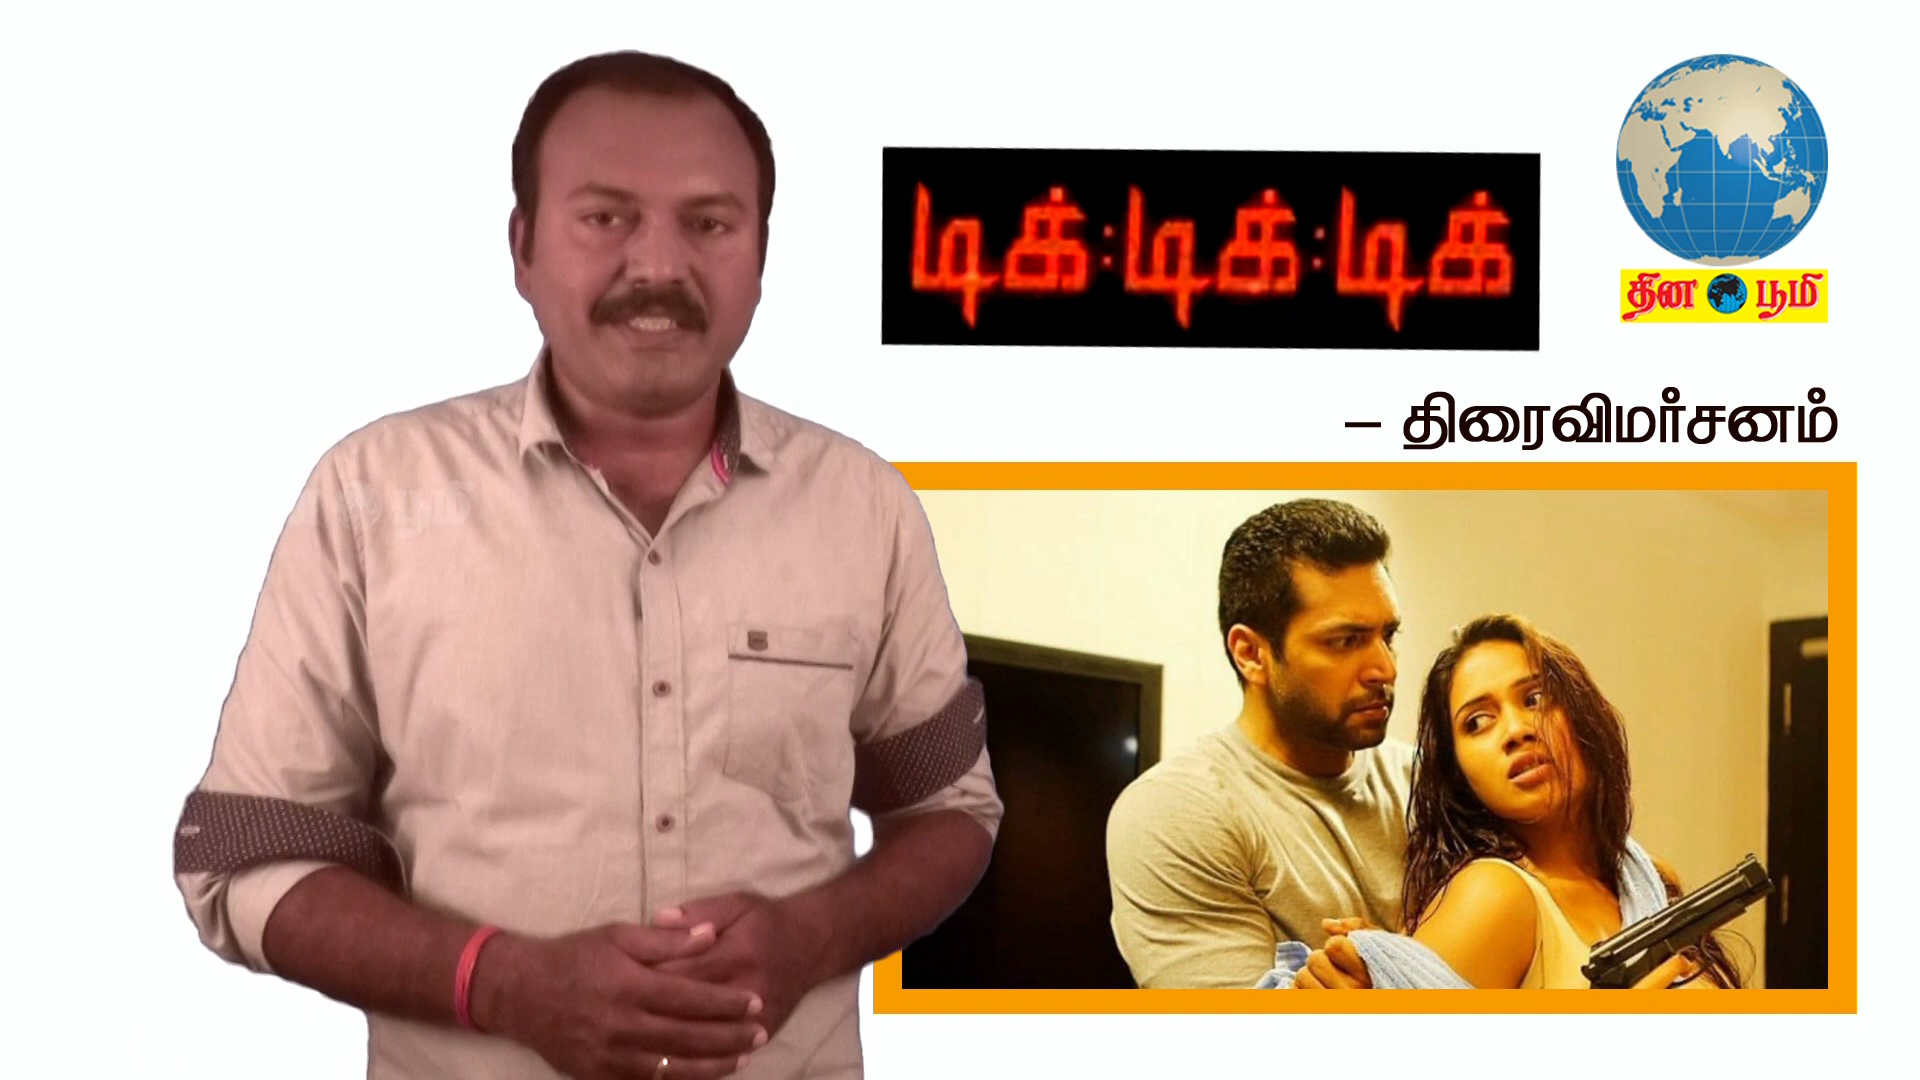 டிக்:டிக்:டிக்
தின பூமி
– திரைவிமர்சனம்
பூமி